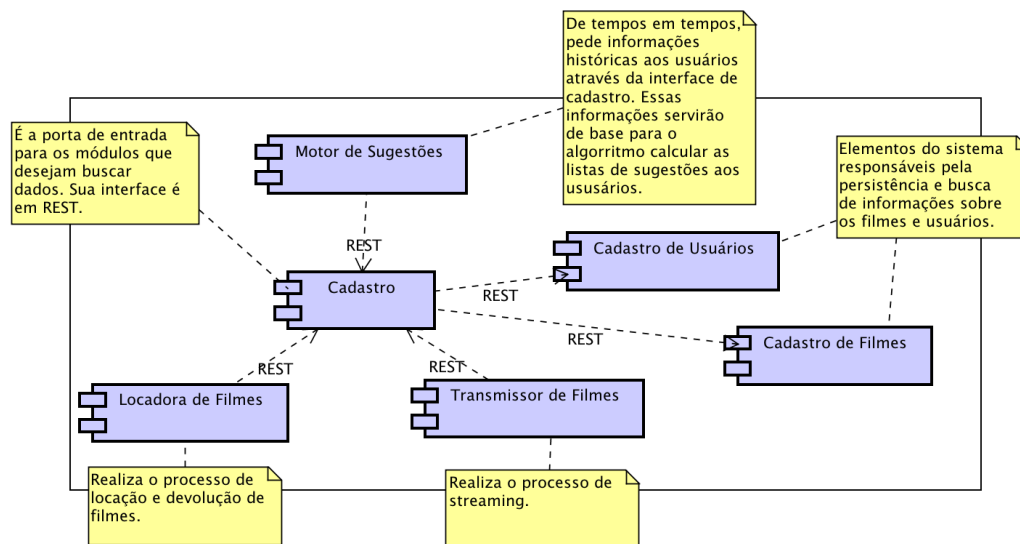 De tempos em tempos,
pede informações
históricas aos usuários
através da interface de
cadastro. Essas
informações servirão
de base para o
algorritmo calcular as
listas de sugestões aos
ususários.
É a porta de entrada
para os módulos que
desejam buscar
dados. Sua interface é
em REST.
Motor de Sugestões
Elementos do sistema
responsáveis pela
persistência e busca
de informações sobre
os filmes e usuários.
REST
Cadastro de Usuários
Cadastro
REST
REST
Cadastro de Filmes
REST
REST
Locadora de Filmes
Transmissor de Filmes
Realiza o processo de
locação e devolução de
filmes.
Realiza o processo de
streaming.